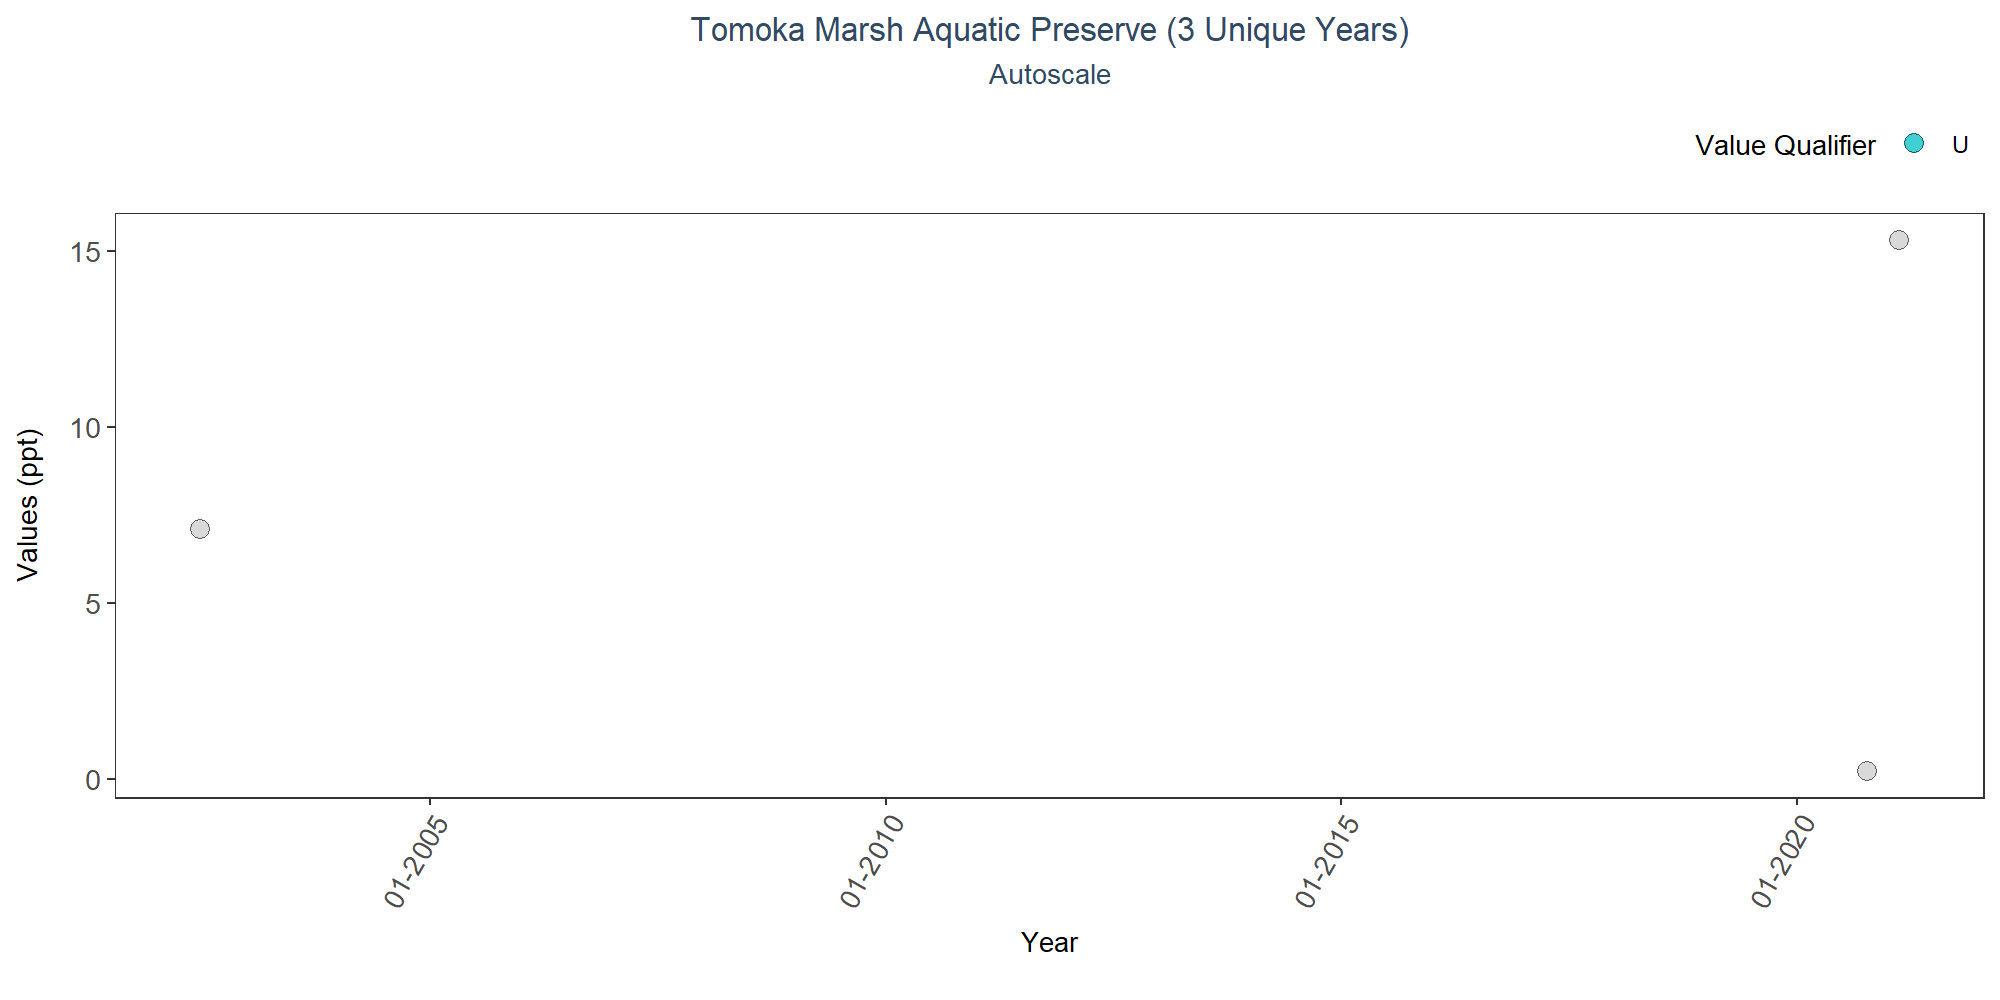 Tomoka Marsh Aquatic Preserve (3 Unique Years)
Autoscale
Value Qualifier U
15
10
5
0
Values (ppt)
01-2005
01-2010
01-2015
01-2020
Year